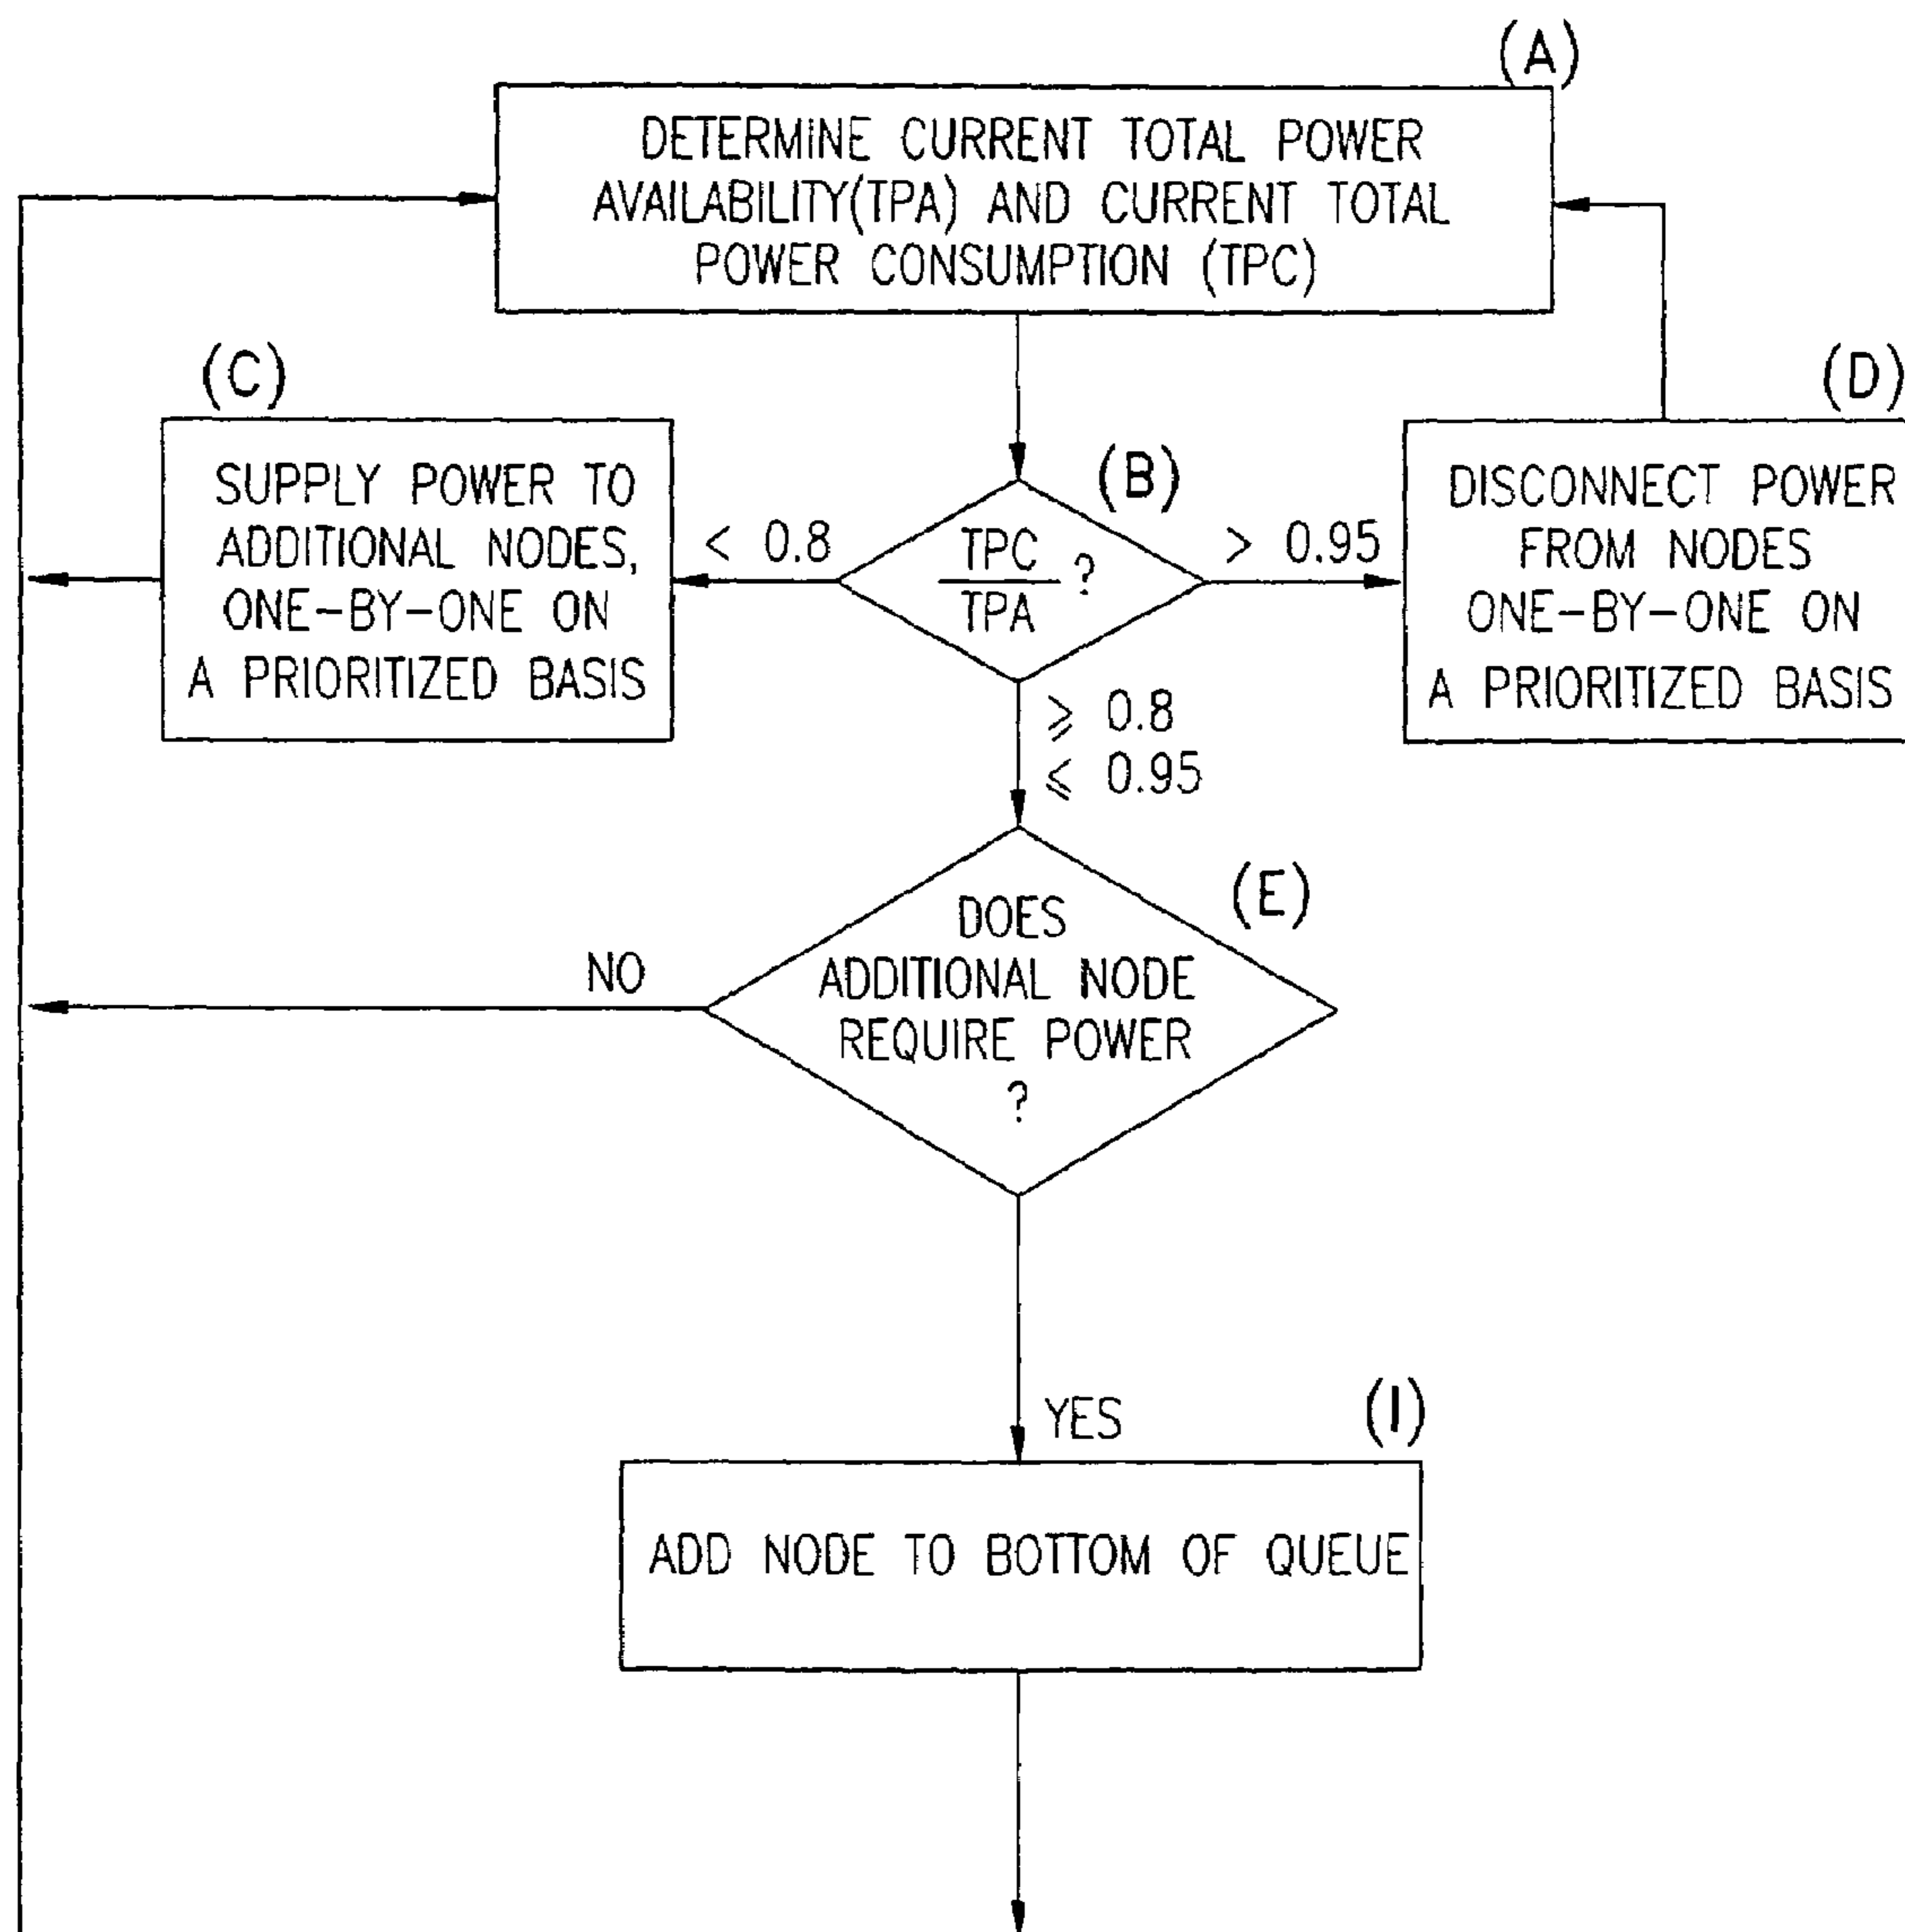 (A)
DETERMINE CURRENT TOTAL POWER
AVAILABILITY(TPA) AND CURRENT TOTAL
POWER CONSUMPTION (TPC)
(C)
SUPPLY POWER TO
ADDITIONAL NODES,
ONE-BY-ONE ON
A PRIORITIZED BASIS
< 0.8
(B)
TPC
TPA
?
> 0.95
(D)
DISCONNECT POWER
FROM NODES
ONE-BY-ONE ON
A PRIORITIZED BASIS
⩾ 0.8
⩽ 0.95
(E)
DOES
ADDITIONAL NODE
REQUIRE POWER
?
NO
YES
(I)
ADD NODE TO BOTTOM OF QUEUE